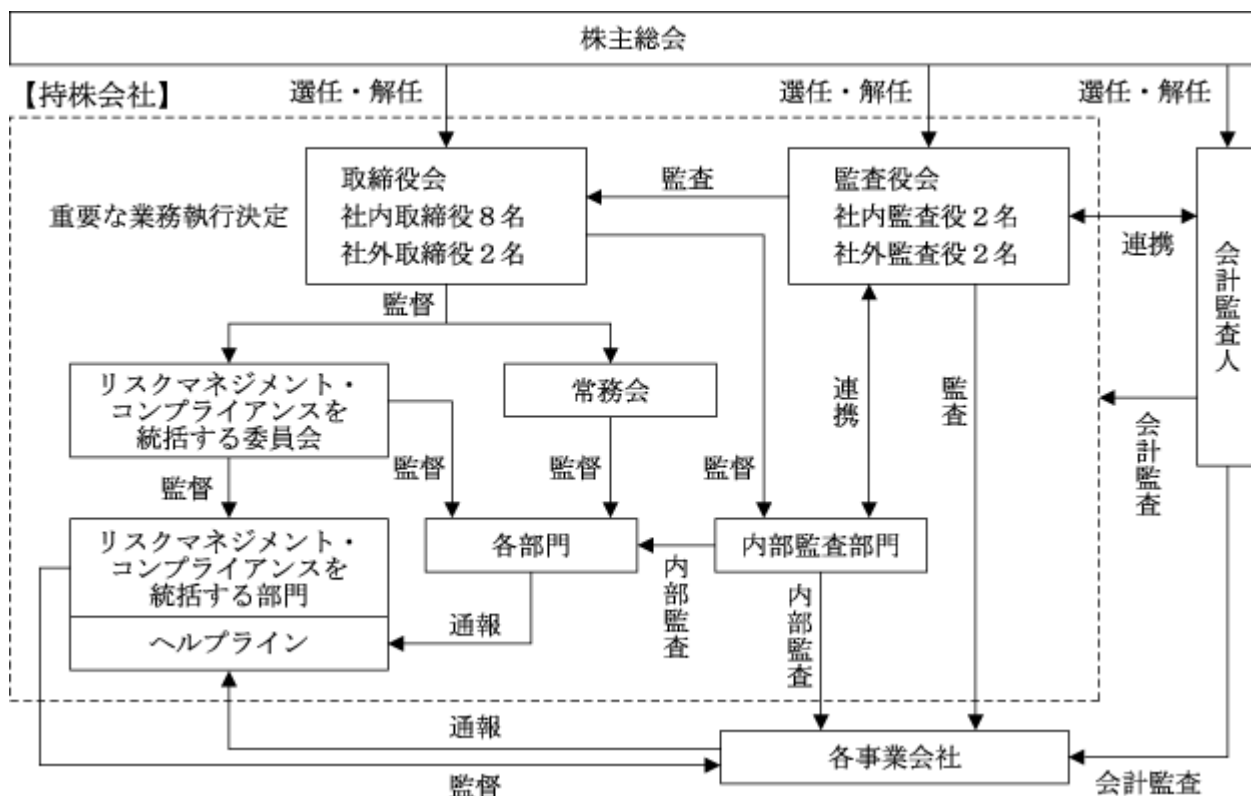 株主総会
【持株会社】
選任・解任
選任・解任
選任・解任
重要な業務執行決定
取締役会
社内取締役8名
社外取締役2名
監査
監査役会
社内監査役2名
社外監査役2名
連携
会計監査人
監督
リスクマネジメント・
コンプライアンスを
統括する委員会
常務会
連携
監査
会計監査
監督
監督
監督
監督
リスクマネジメント・
コンプライアンスを
統括する部門
ヘルプライン
各部門
内部監査部門
通報
内部監査
内部監査
通報
各事業会社
監督
会計監査